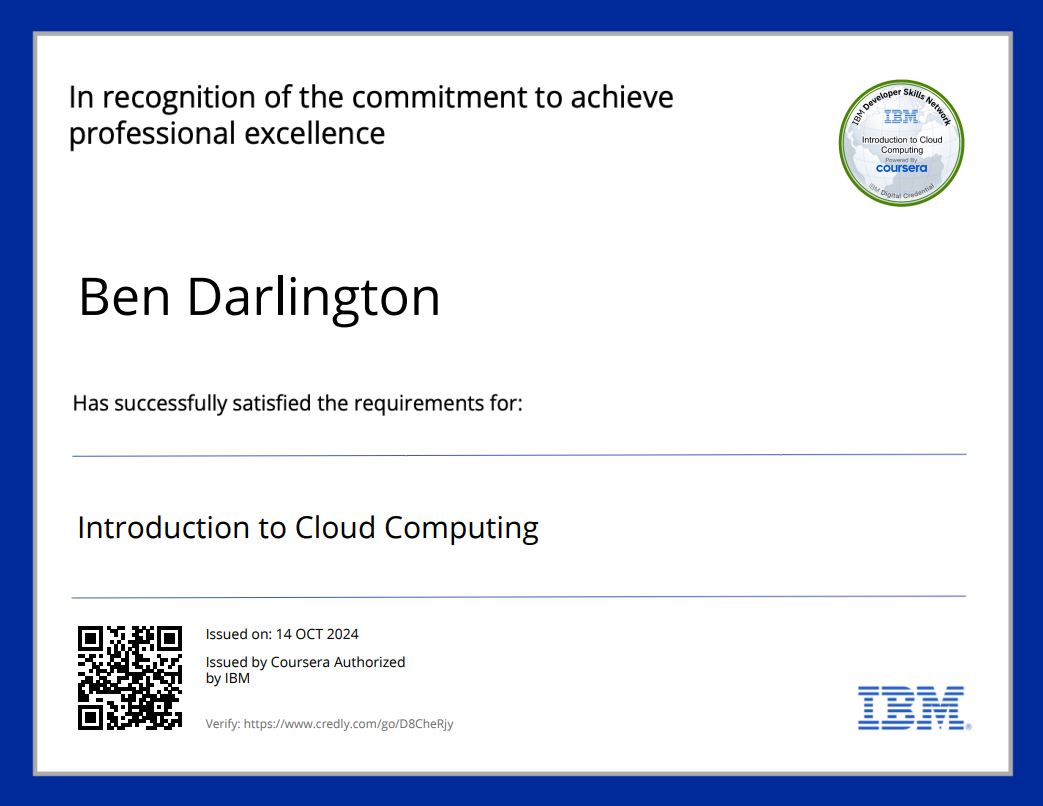 In recognition of the commitment to achieve
professional excellence
IBM Developer Skills Network
IBM
Introduction to Cloud
Computing
Powered By
coursera
IBM Digital Credential
Ben Darlington
Has successfully satisfied the requirements for:
Introduction to Cloud Computing
Issued on: 14 OCT 2024
Issued by Coursera Authorized
by IBM
Verify: https://www.credly.com/go/D8CheRjy
IBM®